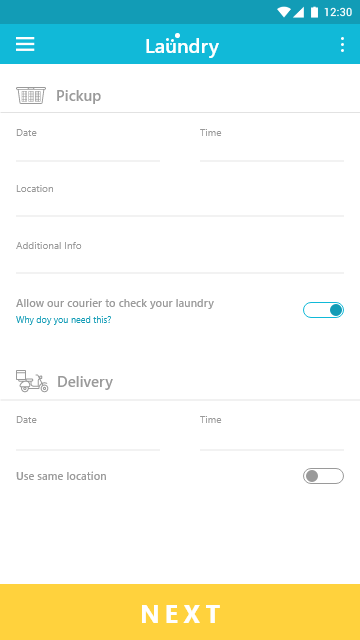 12:30
Laundry
Pickup
Date Time
Location
Additional Info
Allow our courier to check your laundry
Why doy you need this?
Delivery
Date Time
Use same location
NEXT